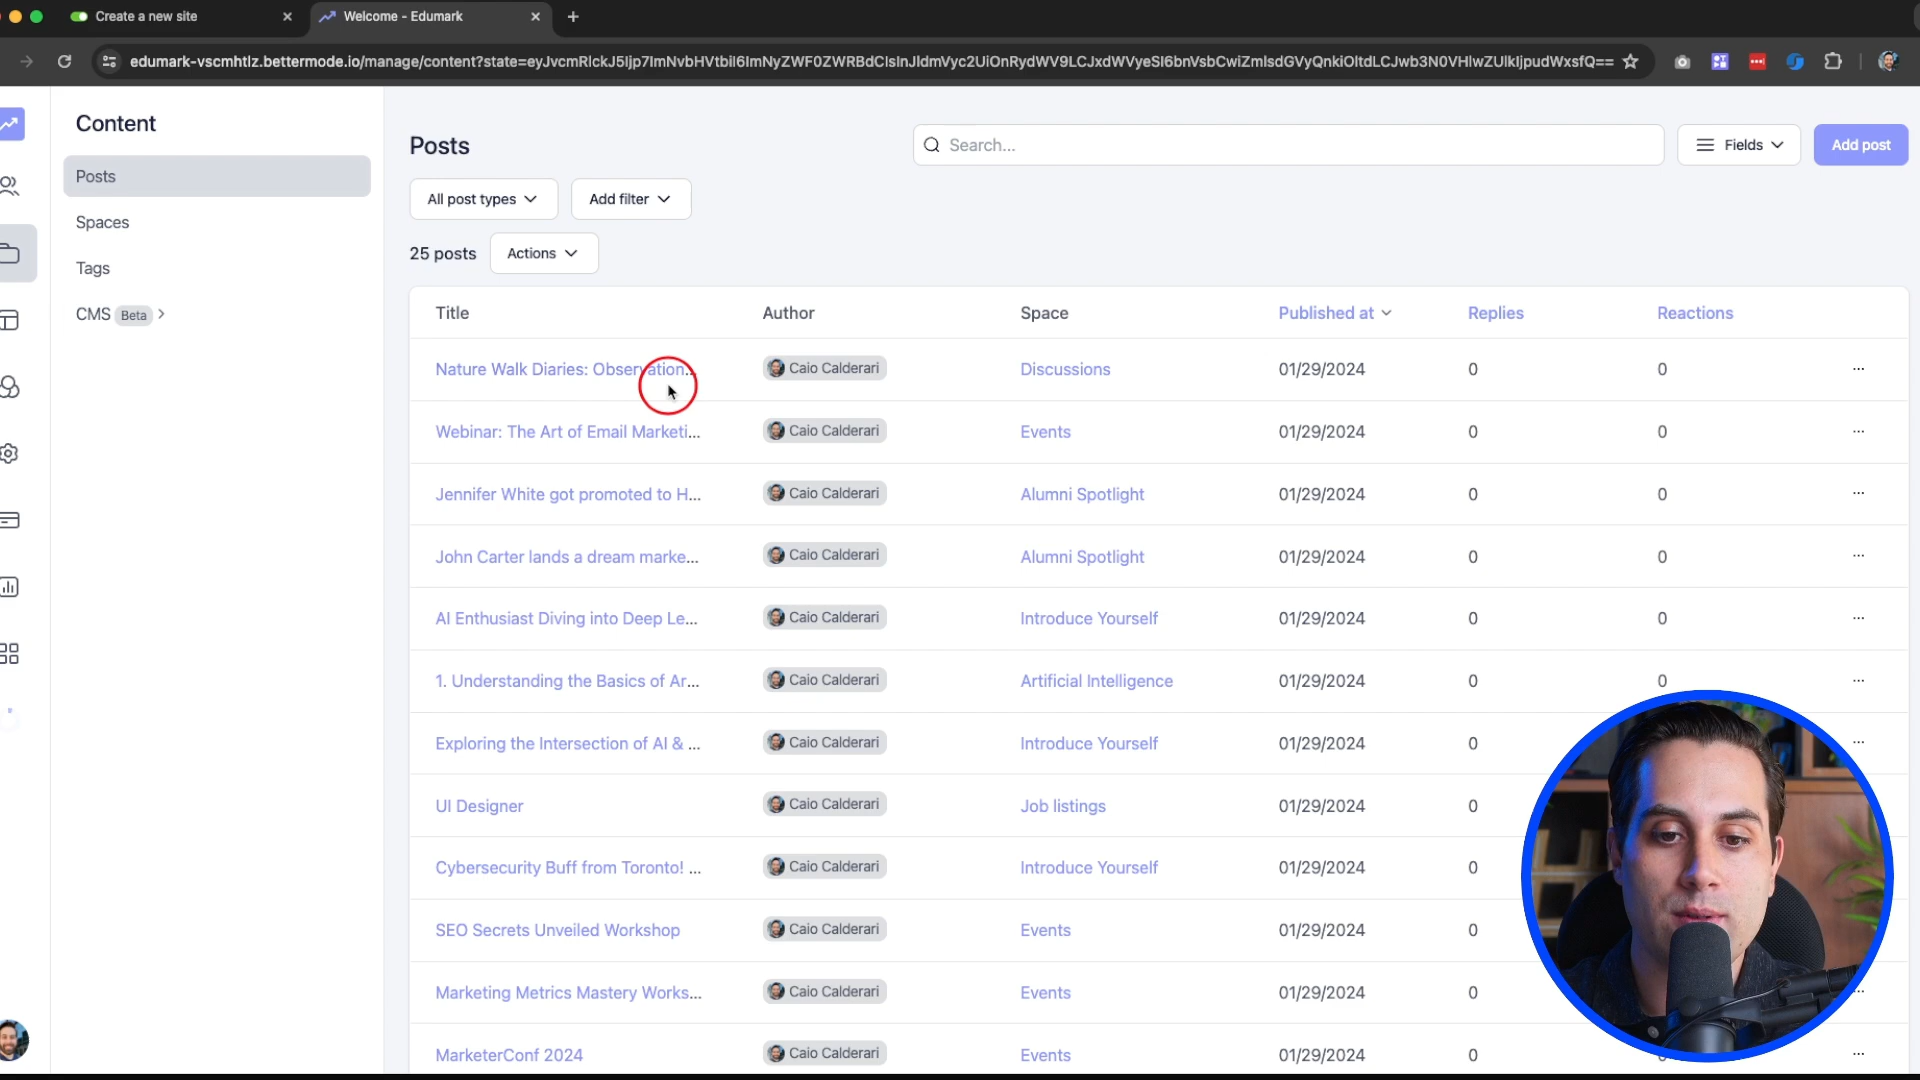 Create a new site
Welcome - Edumark
edumark-vscmhtlz.bettermode.io/manage/content?state=eyJvcmRlckJ5Ijp7ImNvbHVtbiI6ImNyZWF0ZWRBdCIsInJldmVyc2UiOnRydWV9LCJxdWVyeSI6bnVsbCwiZmlsdGVyQnkiOltdLCJwb3N0VHlwZUlkIjpudWxsfQ==
Content
Posts
Spaces
Tags
CMS Beta
Posts
Search...
Fields
Add post
All post types
Add filter
25 posts
Actions
Title Author Space Published at Replies Reactions
Nature Walk Diaries: Observation... Caio Calderari Discussions 01/29/2024 0 0 ...
Webinar: The Art of Email Marketi... Caio Calderari Events 01/29/2024 0 0 ...
Jennifer White got promoted to H... Caio Calderari Alumni Spotlight 01/29/2024 0 0 ...
John Carter lands a dream marke... Caio Calderari Alumni Spotlight 01/29/2024 0 0 ...
AI Enthusiast Diving into Deep Le... Caio Calderari Introduce Yourself 01/29/2024 0 0 ...
1. Understanding the Basics of Ar... Caio Calderari Artificial Intelligence 01/29/2024 0 0 ...
Exploring the Intersection of AI & ... Caio Calderari Introduce Yourself 01/29/2024 0 ...
UI Designer Caio Calderari Job listings 01/29/2024 0
Cybersecurity Buff from Toronto! ... Caio Calderari Introduce Yourself 01/29/2024 0
SEO Secrets Unveiled Workshop Caio Calderari Events 01/29/2024 0
Marketing Metrics Mastery Works... Caio Calderari Events 01/29/2024 0
MarketerConf 2024 Caio Calderari Events 01/29/2024 0 ...